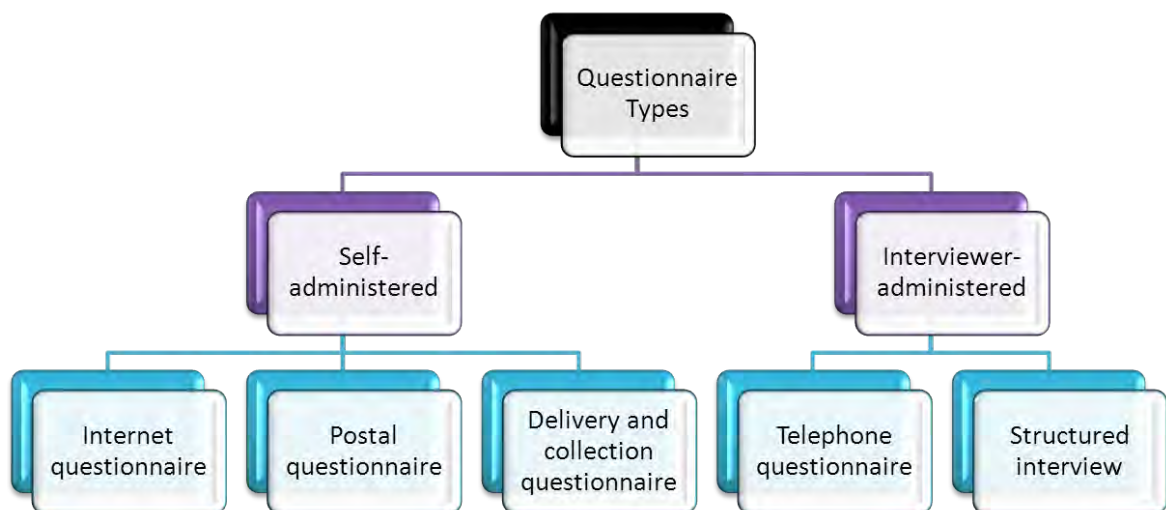 Questionnaire
Types
Self-
administered
Interviewer-
administered
Internet
questionnaire
Postal
questionnaire
Delivery and
collection
questionnaire
Telephone
questionnaire
Structured
interview